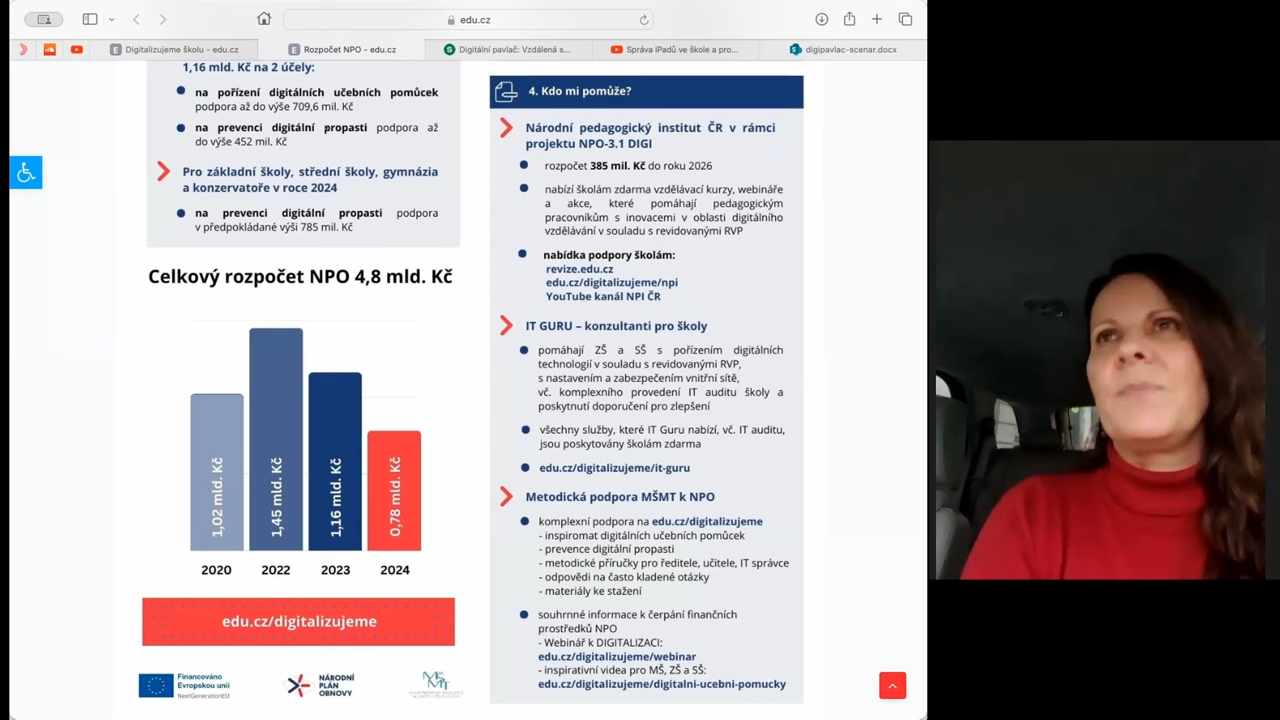 edu.cz
Digitalizujeme školu - edu.cz
Rozpočet NPO - edu.cz
Digitální pavlač: Vzdálená s...
Správa iPadů ve škole a pro...
digipavlac-scenar.docx
1,16 mld. Kč na 2 účely:
na pořízení digitálních učebních pomůcek
podpora až do výše 709,6 mil. Kč
na prevenci digitální propasti podpora až
do výše 452 mil. Kč
Pro základní školy, střední školy, gymnázia
a konzervatoře v roce 2024
na prevenci digitální propasti podpora
v předpokládané výši 785 mil. Kč
Celkový rozpočet NPO 4,8 mld. Kč
1,02 mld. Kč
1,45 mld. Kč
1,16 mld. Kč
0,78 mld. Kč
2020
2022
2023
2024
edu.cz/digitalizujeme
Financováno
Evropskou unií
NextGenerationEU
NÁRODNÍ
PLÁN
OBNOVY
4. Kdo mi pomůže?
Národní pedagogický institut ČR v rámci
projektu NPO-3.1 DIGI
rozpočet 385 mil. Kč do roku 2026
nabízí školám zdarma vzdělávací kurzy, webináře
a akce, které pomáhají pedagogickým
pracovníkům s inovacemi v oblasti digitálního
vzdělávání v souladu s revidovanými RVP
nabídka podpory školám:
revize.edu.cz
edu.cz/digitalizujeme/npi
YouTube kanál NPI ČR
IT GURU – konzultanti pro školy
pomáhají ZŠ a SŠ s pořízením digitálních
technologií v souladu s revidovanými RVP,
s nastavením a zabezpečením vnitřní sítě,
vč. komplexního provedení IT auditu školy a
poskytnutí doporučení pro zlepšení
všechny služby, které IT Guru nabízí, vč. IT auditu,
jsou poskytovány školám zdarma
edu.cz/digitalizujeme/it-guru
Metodická podpora MŠMT k NPO
komplexní podpora na edu.cz/digitalizujeme
- inspiromat digitálních učebních pomůcek
- prevence digitální propasti
- metodické příručky pro ředitele, učitele, IT správce
- odpovědi na často kladené otázky
- materiály ke stažení
souhrnné informace k čerpání finančních
prostředků NPO
- Webinář k DIGITALIZACI:
edu.cz/digitalizujeme/webinar
- inspirativní videa pro MŠ, ZŠ a SŠ:
edu.cz/digitalizujeme/digitalni-ucebni-pomucky